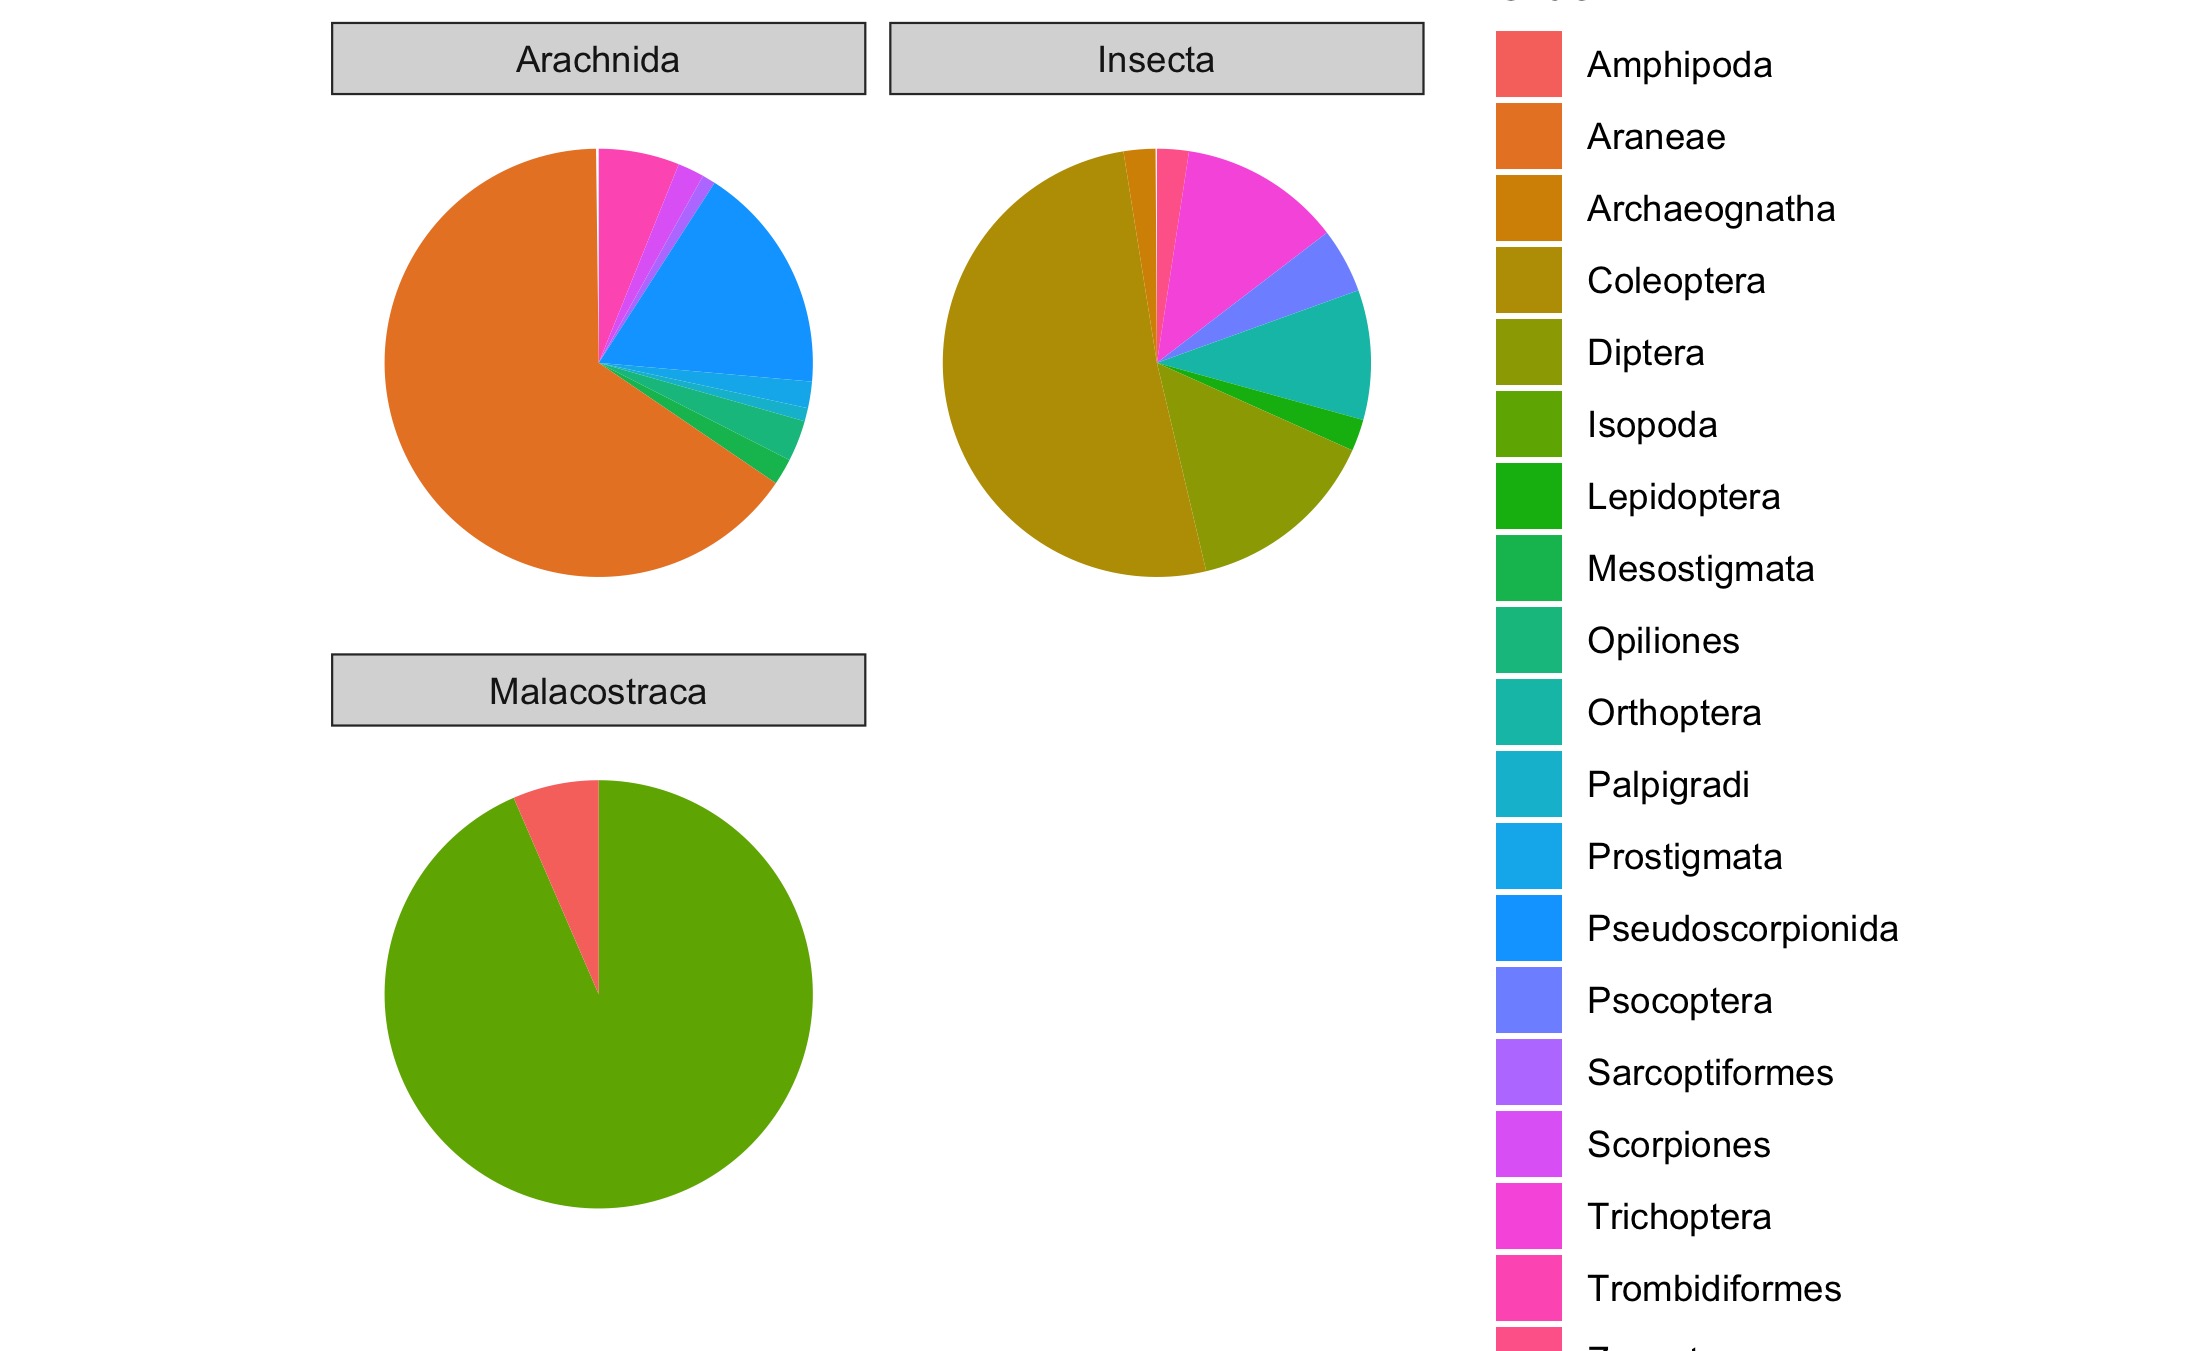 Arachnida
Insecta
Malacostraca
Amphipoda
Araneae
Archaeognatha
Coleoptera
Diptera
Isopoda
Lepidoptera
Mesostigmata
Opiliones
Orthoptera
Palpigradi
Prostigmata
Pseudoscorpionida
Psocoptera
Sarcoptiformes
Scorpiones
Trichoptera
Trombidiformes